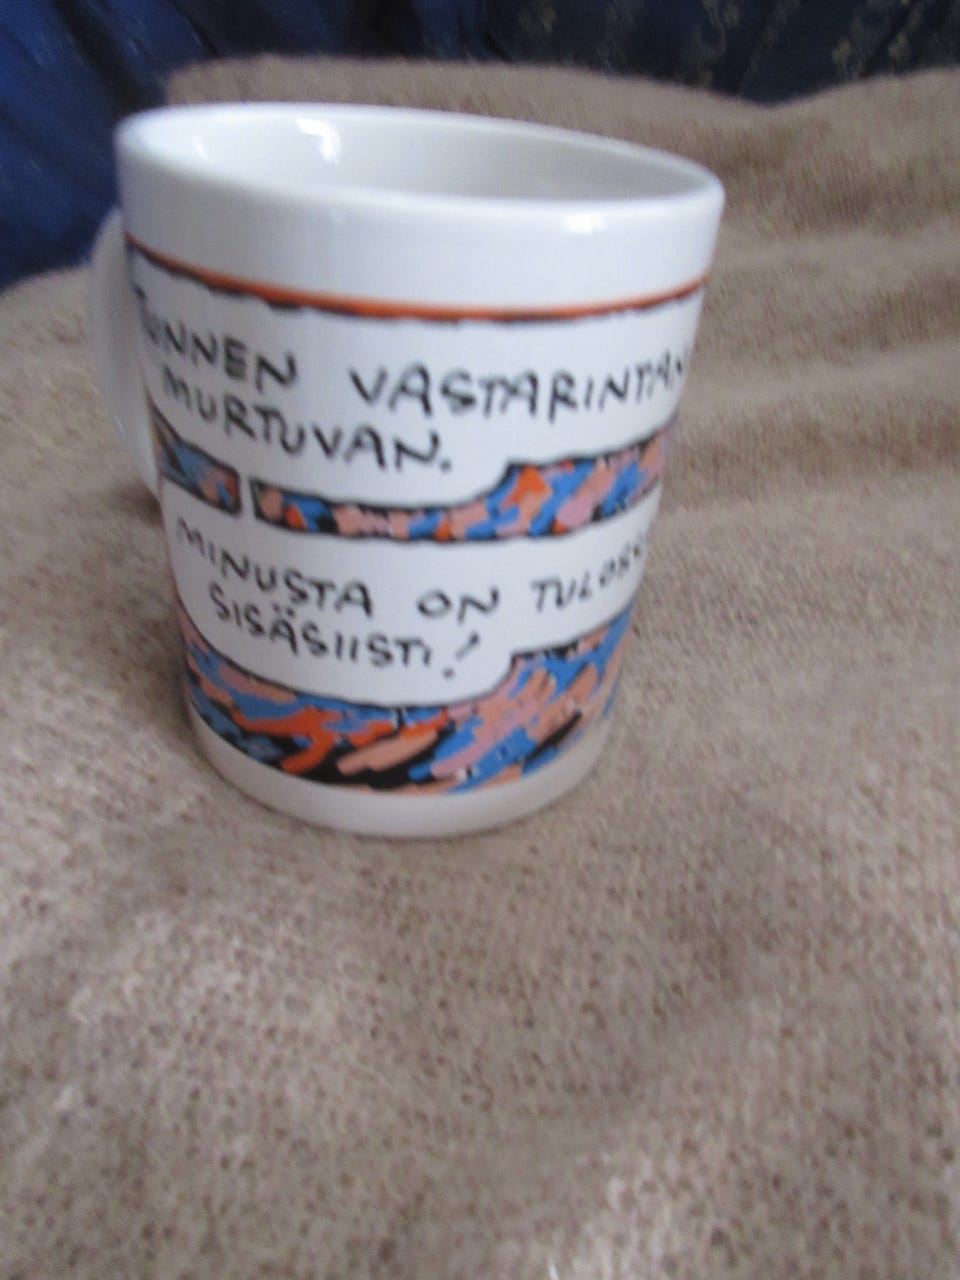 TUNNEN VASTARINTAN
MURTUVAN.
MINUSTA ON
SISÄSIISTI!